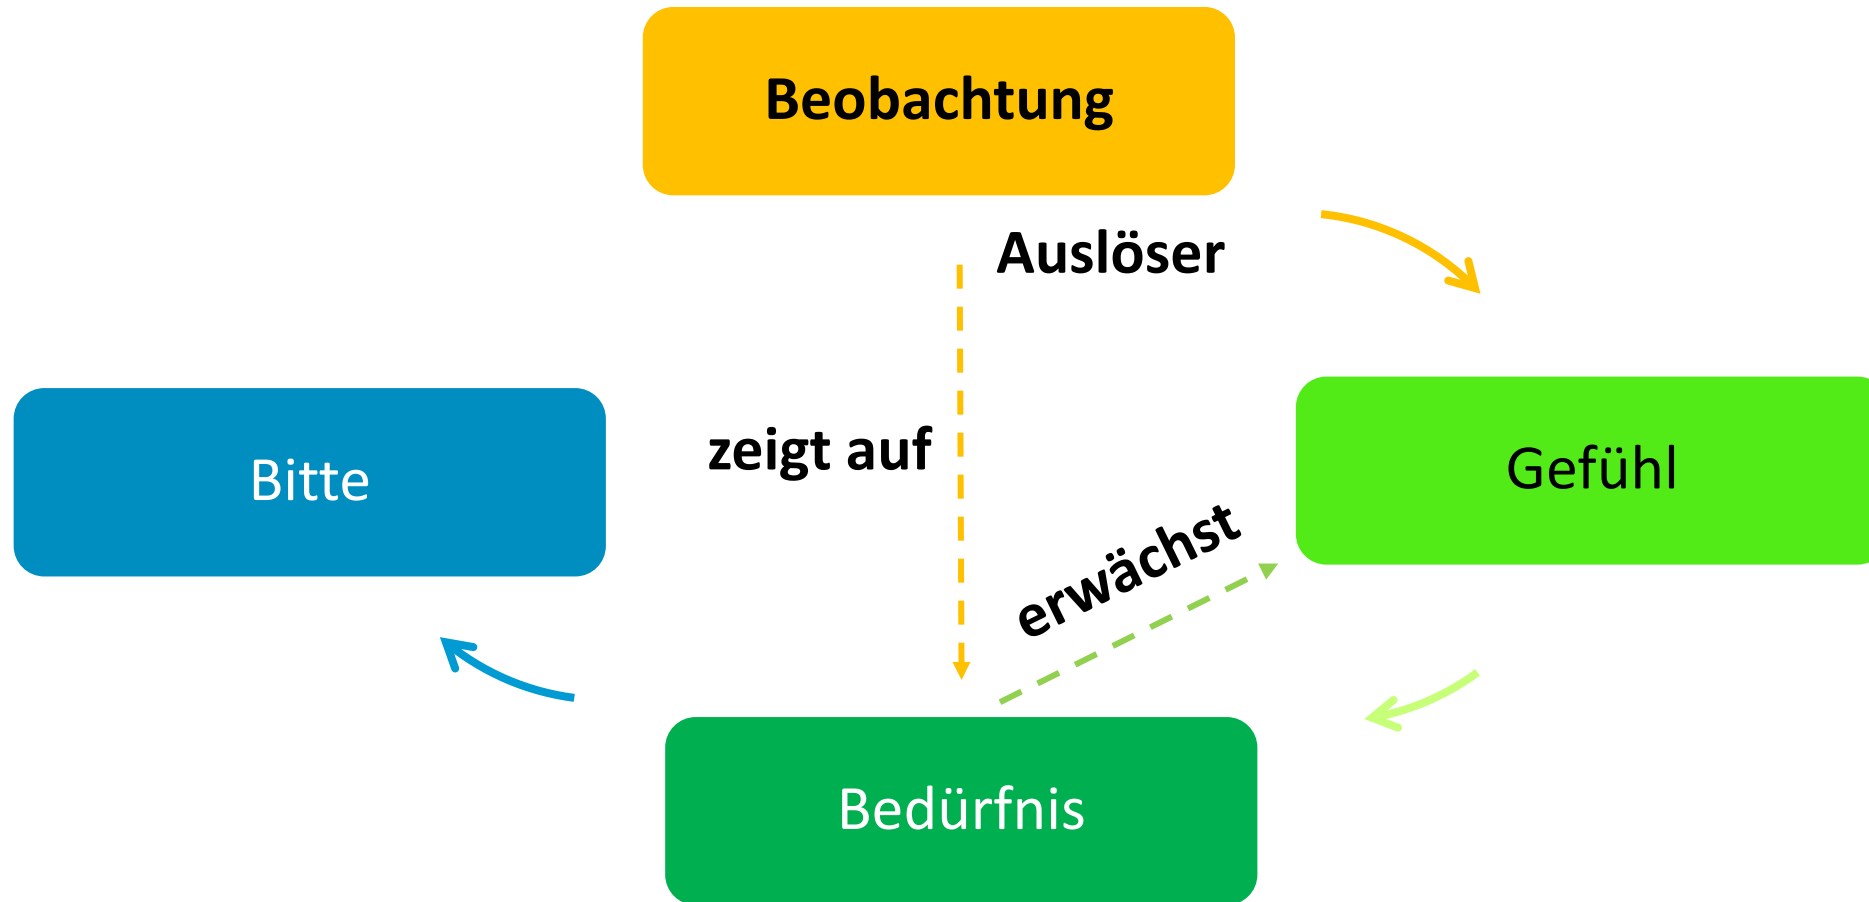 Beobachtung
Auslöser
Bitte
zeigt auf
Gefühl
erwächst
Bedürfnis